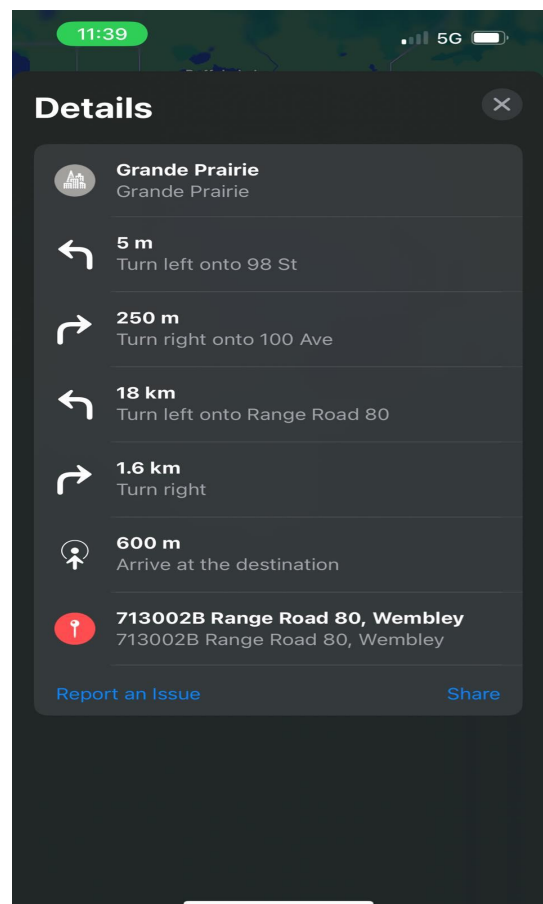 11:39
5G
Details
Grande Prairie
Grande Prairie
5 m
Turn left onto 98 St
250 m
Turn right onto 100 Ave
18 km
Turn left onto Range Road 80
1.6 km
Turn right
600 m
Arrive at the destination
713002B Range Road 80, Wembley
713002B Range Road 80, Wembley
Report an Issue
Share